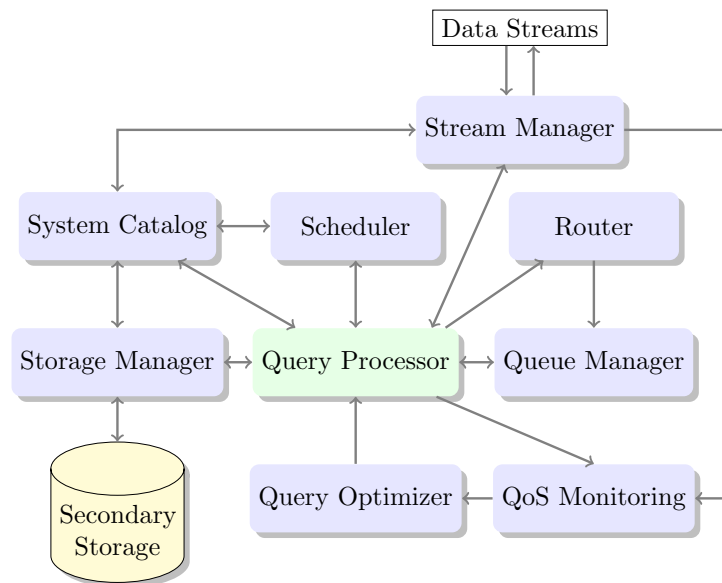 Data Streams
Stream Manager
System Catalog
Scheduler
Router
Storage Manager
Query Processor
Queue Manager
Query Optimizer
QoS Monitoring
Secondary
Storage